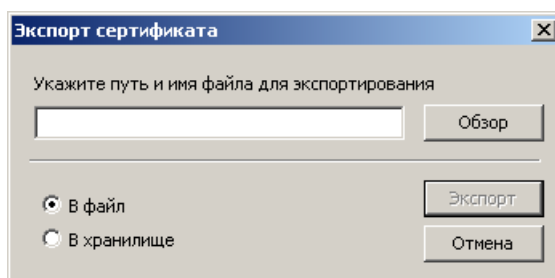 Экспорт сертификата
Укажите путь и имя файла для экспортирования
Обзор
В файл
Экспорт
В хранилище
Отмена